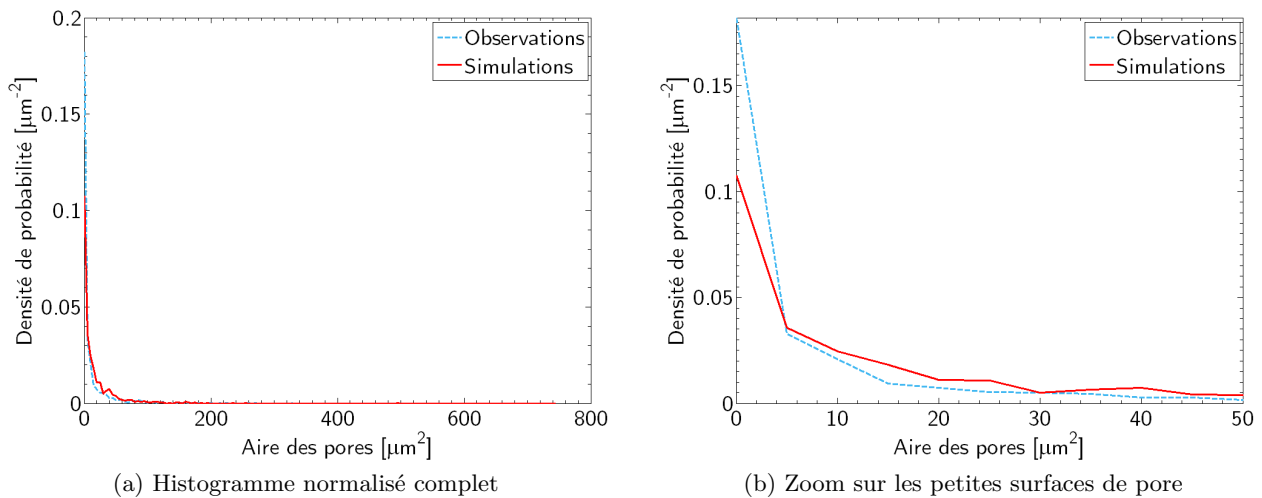 0.2
0.15
0.1
0.05
0
Densité de probabilité [µm-2]
Observations
Simulations
0 200 400 600 800
Aire des pores [µm2]
(a) Histogramme normalisé complet
0.15
0.1
0.05
0
Densité de probabilité [µm-2]
Observations
Simulations
0 10 20 30 40 50
Aire des pores [µm2]
(b) Zoom sur les petites surfaces de pore